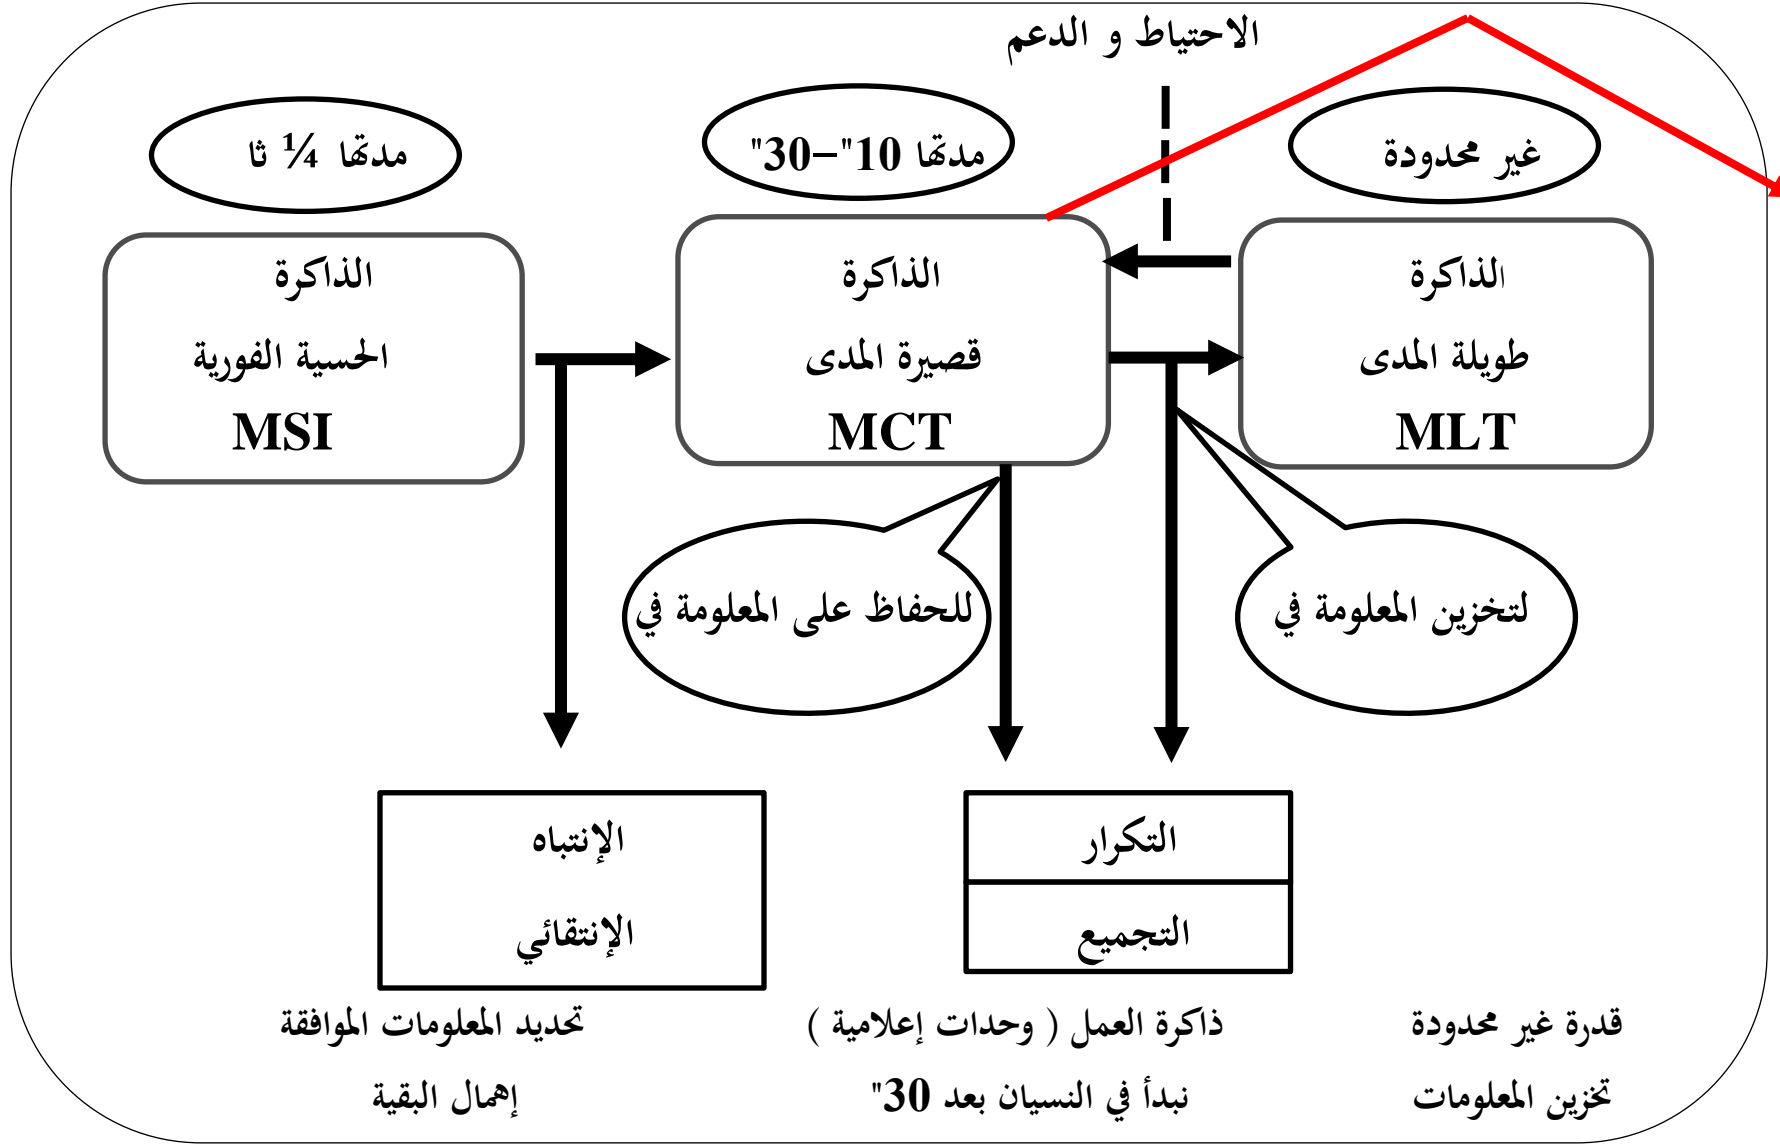 الاحتياط و الدعم
مدتها ¼ ثا
مدتها 10"–30"
غير محدودة
الذاكرة
الحسية الفورية
MSI
الذاكرة
قصيرة المدى
MCT
الذاكرة
طويلة المدى
MLT
للحفاظ على المعلومة في
لتخزين المعلومة في
الإنتباه
الإنتقائي
التكرار
التجميع
تحديد المعلومات الموافقة
إهمال البقية
ذاكرة العمل ( وحدات إعلامية )
نبدأ في النسيان بعد 30"
قدرة غير محدودة
تخزين المعلومات